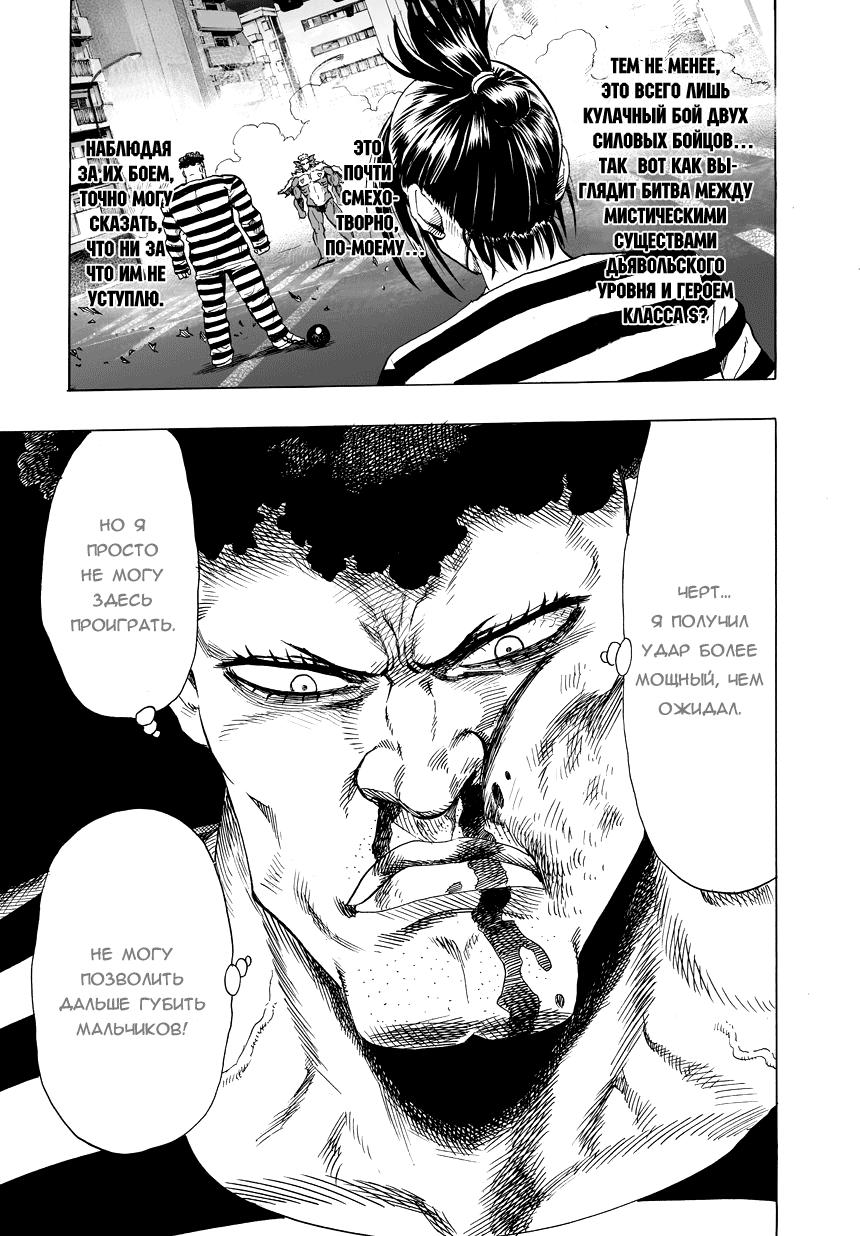 ТЕМ НЕ МЕНЕЕ,
ЭТО ВСЕГО ЛИШЬ
КУЛАЧНЫЙ БОЙ ДВУХ
СИЛОВЫХ БОЙЦОВ...
ТАК ВОТ КАК ВЫ-
ГЛЯДИТ БИТВА МЕЖДУ
МИСТИЧЕСКИМИ
СУЩЕСТВАМИ
ДЬЯВОЛЬСКОГО
УРОВНЯ И ГЕРОЕМ
КЛАССА S?
ЭТО
ПОЧТИ
СМЕХО-
ТВОРНО,
ПО-МОЕМУ...
НАБЛЮДАЯ
ЗА ИХ БОЕМ,
ТОЧНО МОГУ
СКАЗАТЬ,
ЧТО НИ ЗА
ЧТО ИМ НЕ
УСТУПЛЮ.
ЧЕРТ...
Я ПОЛУЧИЛ
УДАР БОЛЕЕ
МОЩНЫЙ, ЧЕМ
ОЖИДАЛ.
НО Я
ПРОСТО
НЕ МОГУ
ЗДЕСЬ
ПРОИГРАТЬ.
НЕ МОГУ
ПОЗВОЛИТЬ
ДАЛЬШЕ ГУБИТЬ
МАЛЬЧИКОВ!